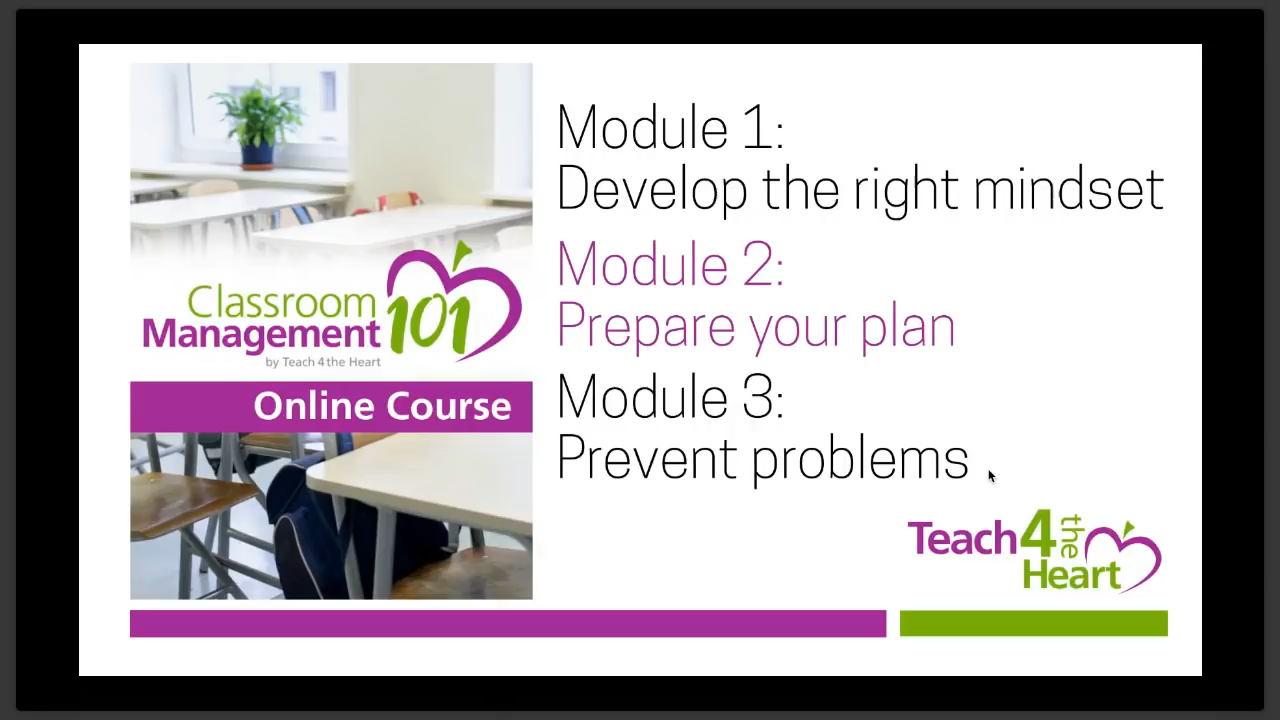 Module 1:
Develop the right mindset
Module 2:
Prepare your plan
Module 3:
Prevent problems
Classroom
Management 101
by Teach 4 the Heart
Online Course
Teach 4 the
Heart